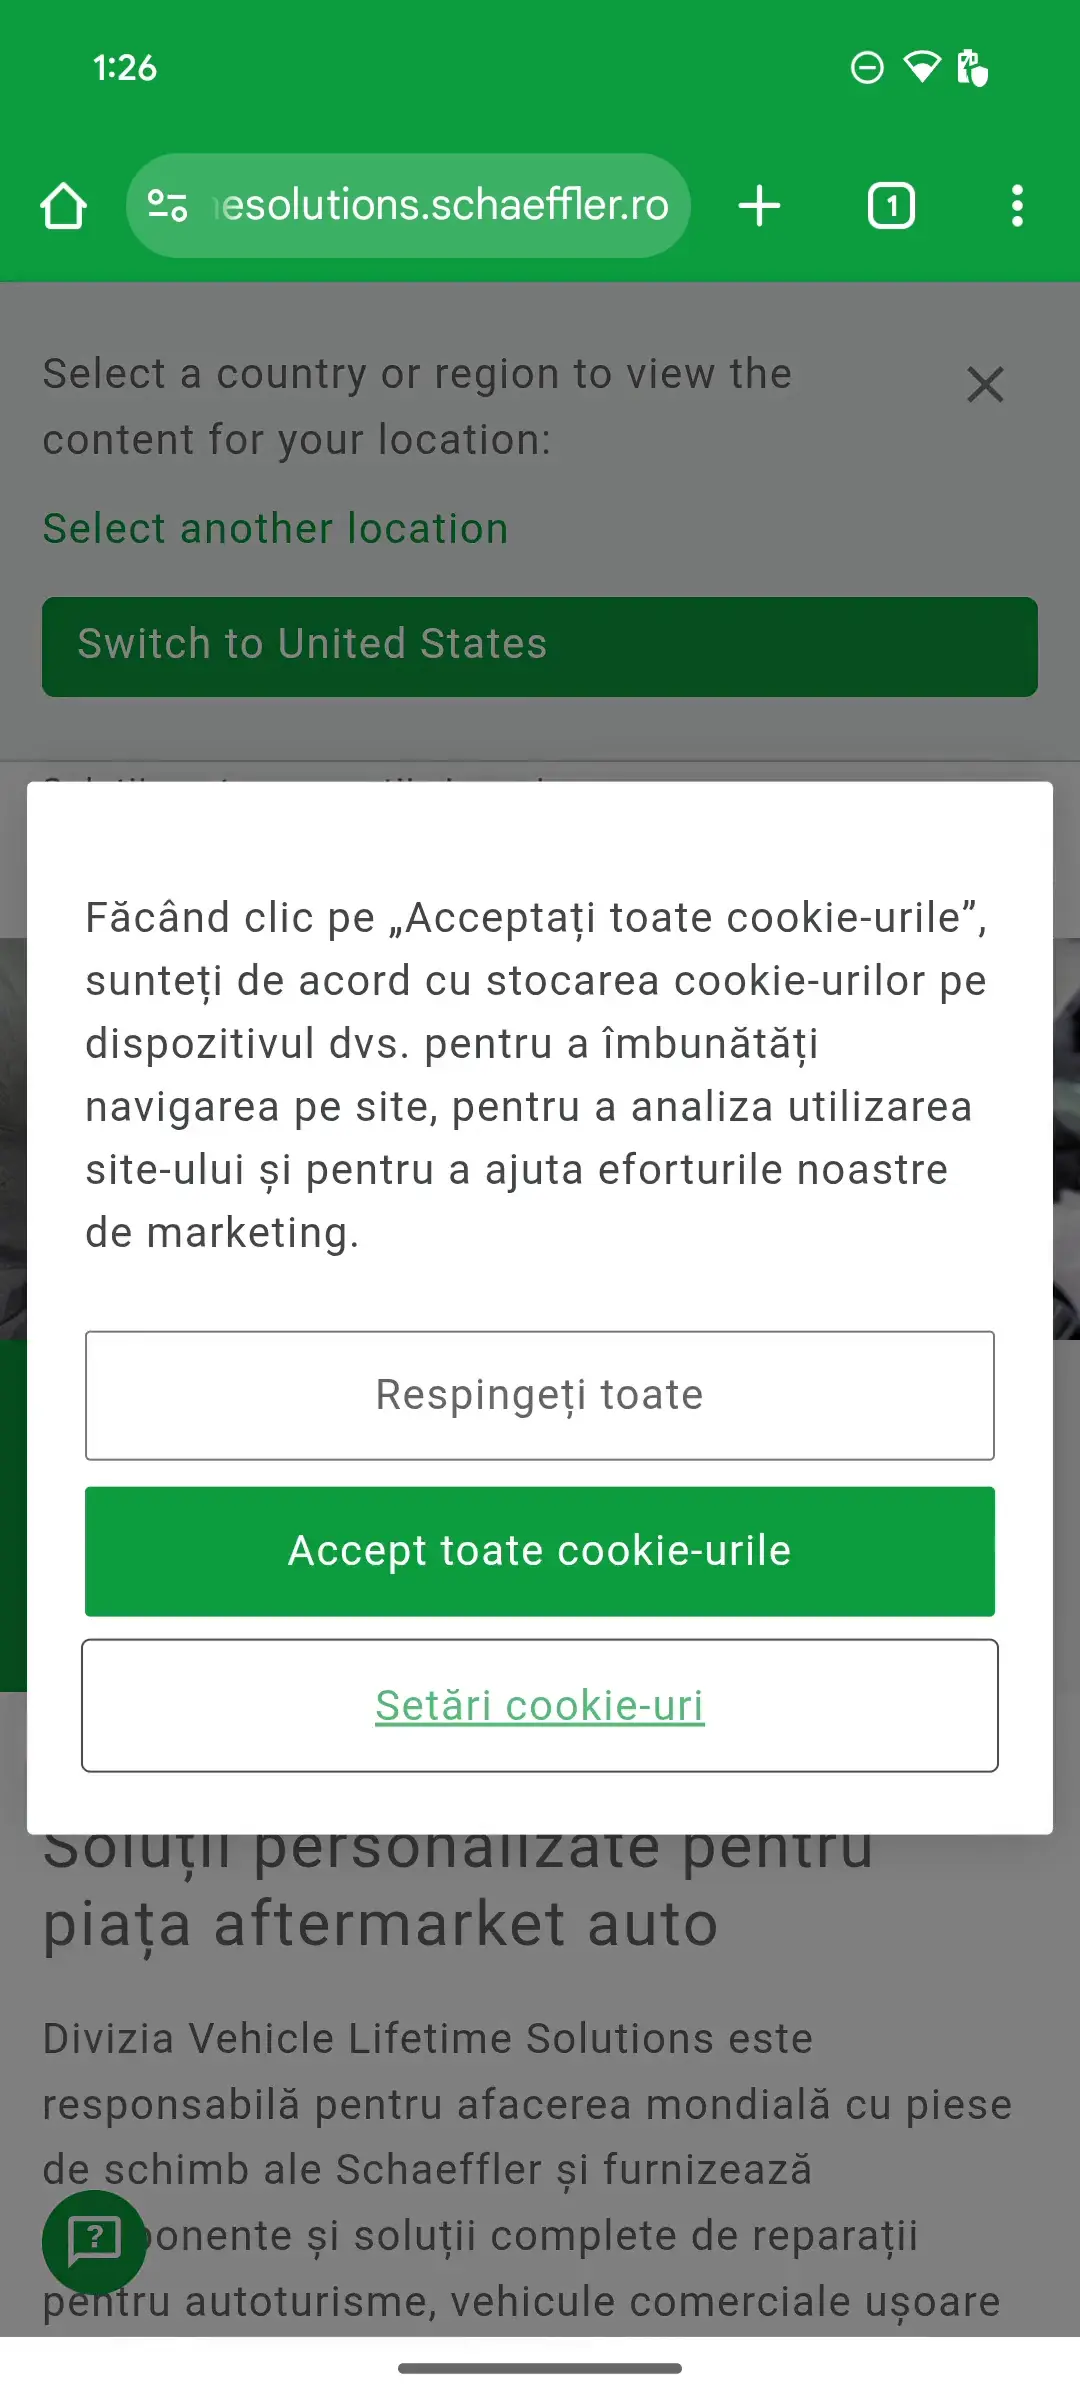 1:26
esolutions.schaeffler.ro
1
Select a country or region to view the
content for your location:
Select another location
Switch to United States
Făcând clic pe „Acceptați toate cookie-urile”,
sunteți de acord cu stocarea cookie-urilor pe
dispozitivul dvs. pentru a îmbunătăți
navigarea pe site, pentru a analiza utilizarea
site-ului și pentru a ajuta eforturile noastre
de marketing.
Respingeți toate
Accept toate cookie-urile
Setări cookie-uri
Soluții personalizate pentru
piața aftermarket auto
Divizia Vehicle Lifetime Solutions este
responsabilă pentru afacerea mondială cu piese
de schimb ale Schaeffler și furnizează
ponente și soluții complete de reparații
pentru autoturisme, vehicule comerciale ușoare